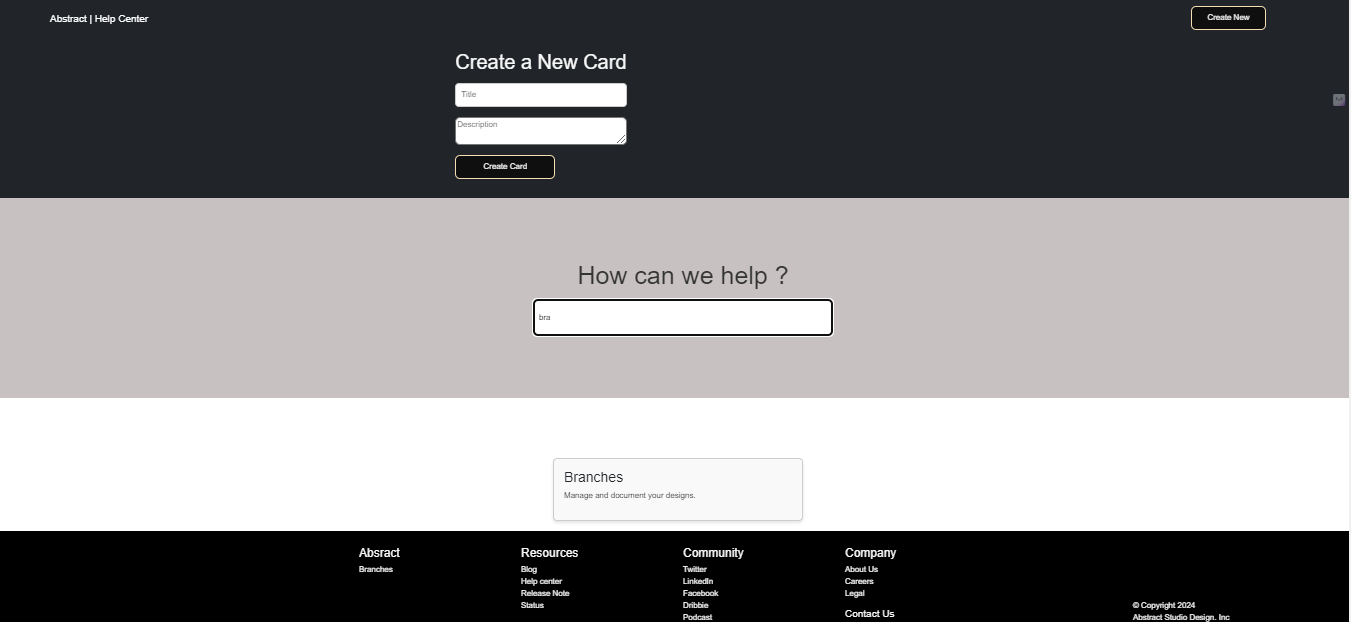 Abstract | Help Center
Create New
Create a New Card
Title
Description
Create Card
How can we help ?
bra
Branches
Manage and document your designs.
Absract
Branches
Resources
Blog
Help center
Release Note
Status
Community
Twitter
LinkedIn
Facebook
Dribbie
Podcast
Company
About Us
Careers
Legal
Contact Us
© Copyright 2024
Abstract Studio Design. Inc